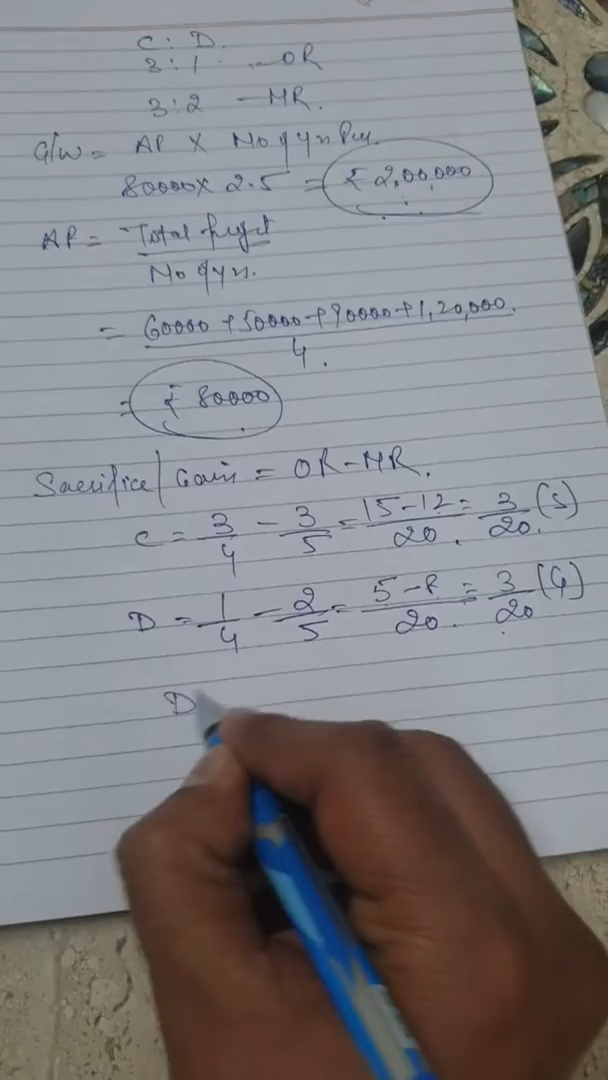 C : D.
3 : 1 - OR
3 : 2 - NR.
G/W = AP X No of yrs Pur.
80000 x 2.5 = ₹ 2,00,000
AP = Total profit
No of yrs.
= 60000 + 50000 + 90000 + 1,20,000.
4.
= ₹ 80000
Sacrifice / Gain = OR - NR.
C = 3/4 - 3/5 = 15-12/20. = 3/20. (S)
D = 1/4 - 2/5 = 5-8/20. = 3/20 (G)
D